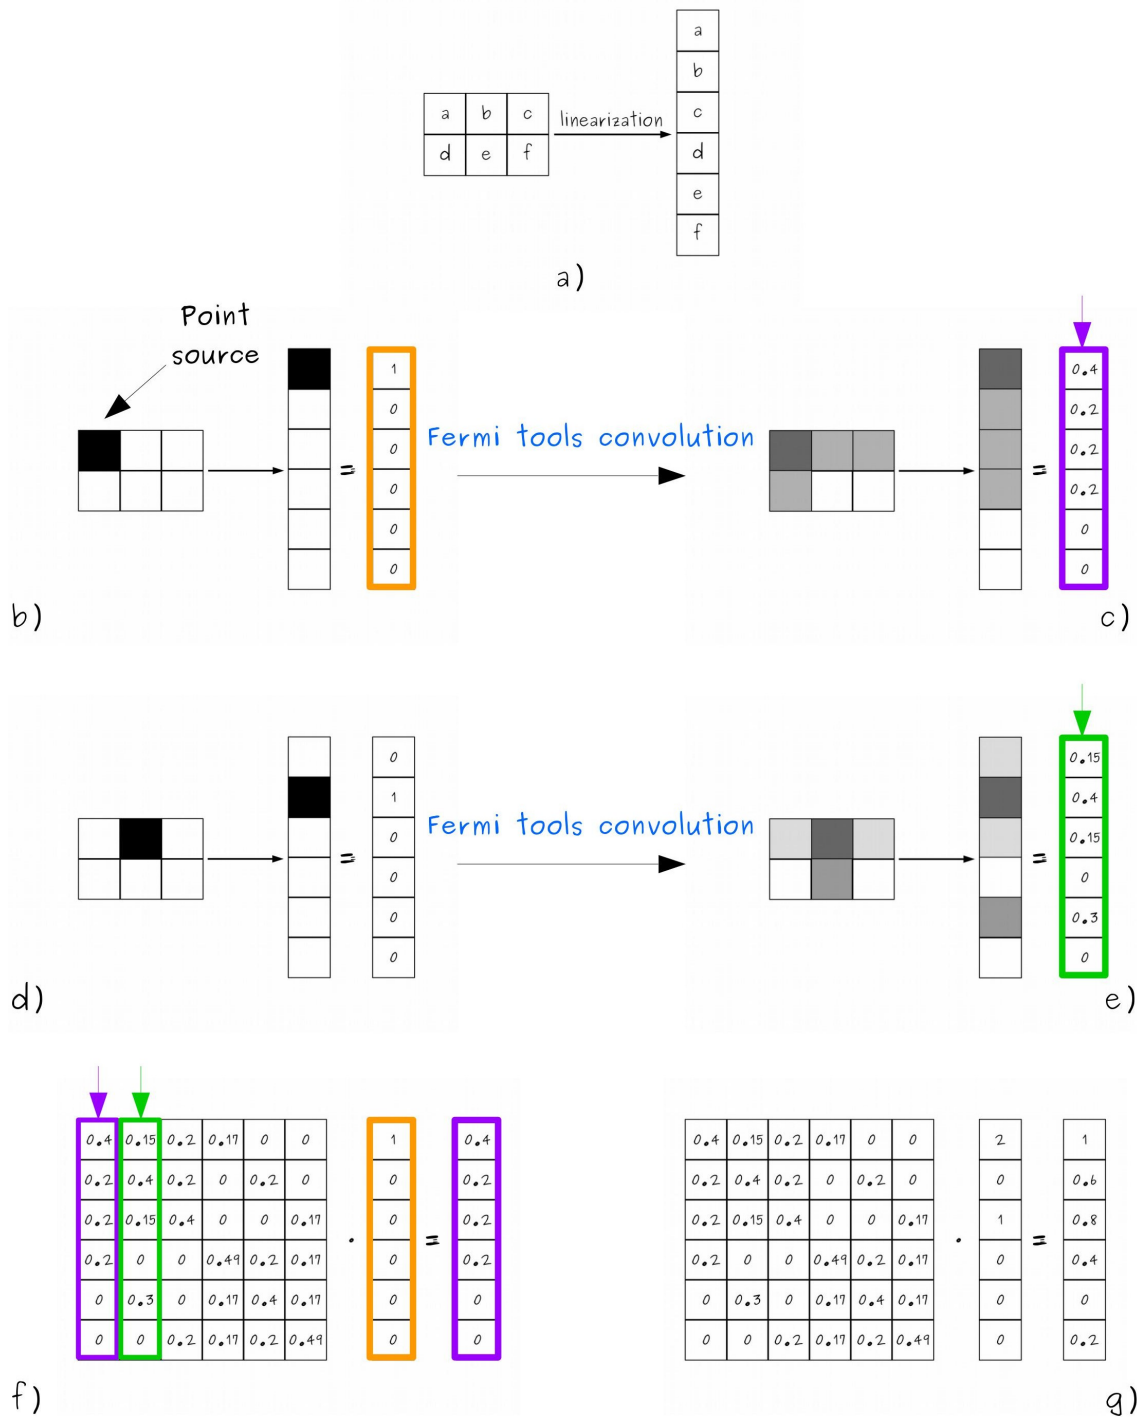 a
b
a b c
linearization
c
d e f
d
e
f
a)
Point
source
1
0
0
0
0
0
=
Fermi tools convolution
=
0.4
0.2
0.2
0.2
0
0
b)
c)
0
1
0
0
0
0
=
Fermi tools convolution
=
0.15
0.4
0.15
0
0.3
0
d)
e)
0.4 0.15 0.2 0.17 0 0 1 0.4
0.2 0.4 0.2 0 0.2 0 0 0.2
0.2 0.15 0.4 0 0 0.17 0 0.2
· =
0.2 0 0 0.49 0.2 0.17 0 0.2
0 0.3 0 0.17 0.4 0.17 0 0
0 0 0.2 0.17 0.2 0.49 0 0
f)
0.4 0.15 0.2 0.17 0 0 2 1
0.2 0.4 0.2 0 0.2 0 0 0.6
0.2 0.15 0.4 0 0 0.17 1 0.8
· =
0.2 0 0 0.49 0.2 0.17 0 0.4
0 0.3 0 0.17 0.4 0.17 0 0
0 0 0.2 0.17 0.2 0.49 0 0.2
g)